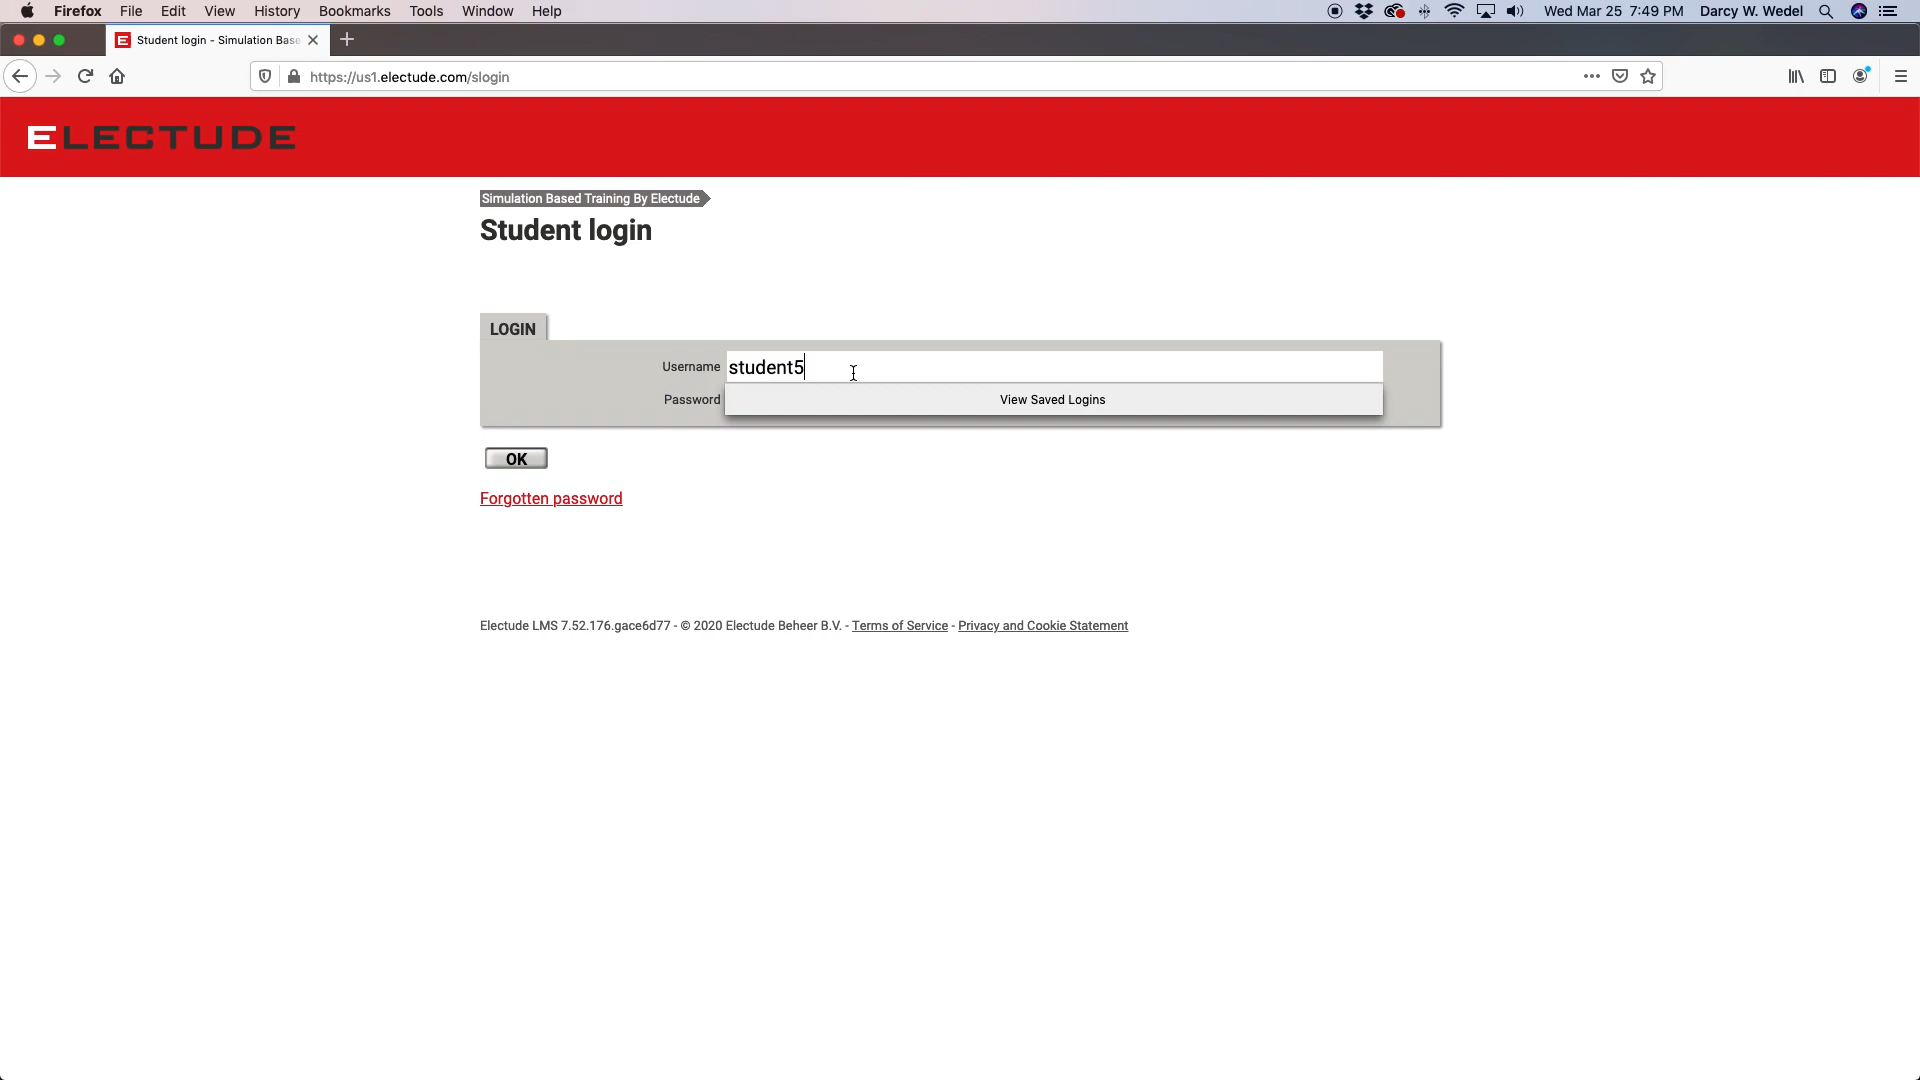 Firefox File Edit View History Bookmarks Tools Window Help Wed Mar 25 7:49 PM Darcy W. Wedel
E Student login - Simulation Base
https://us1.electude.com/slogin
ELECTUDE
Simulation Based Training By Electude
Student login
LOGIN
Username student5
Password View Saved Logins
OK
Forgotten password
Electude LMS 7.52.176.gace6d77 - © 2020 Electude Beheer B.V. - Terms of Service - Privacy and Cookie Statement